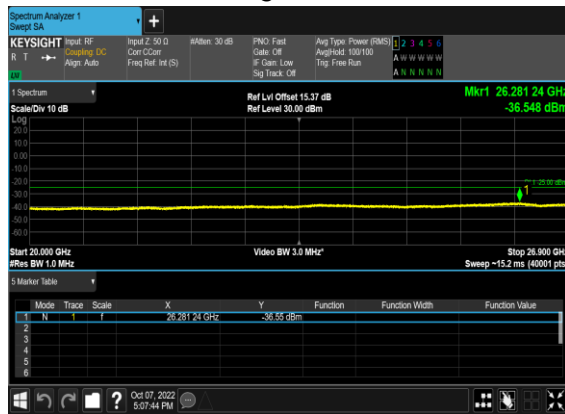 Spectrum Analyzer 1
Swept SA
+
KEYSIGHT Input: RF Input Z: 50 Ω #Atten: 30 dB PNO: Fast Avg Type: Power (RMS) 1 2 3 4 5 6
R T Coupling: DC Corr CCorr Gate: Off Avg|Hold: 100/100 A W W W W W
Align: Auto Freq Ref: Int (S) IF Gain: Low Trig: Free Run
Sig Track: Off A N N N N N
1 Spectrum Ref Lvl Offset 15.37 dB Mkr1 26.281 24 GHz
Scale/Div 10 dB Ref Level 30.00 dBm -36.548 dBm
Log
20.0
10.0
0.00
-10.0
-20.0
-25.00 dBm
-30.0
1
-40.0
-50.0
-60.0
Start 20.000 GHz Video BW 3.0 MHz* Stop 26.900 GHz
#Res BW 1.0 MHz Sweep ~15.2 ms (40001 pts
5 Marker Table
Mode Trace Scale X Y Function Function Width Function Value
1 N 1 f 26.281 24 GHz -36.55 dBm
2
3
4
5
6
? Oct 07, 2022
5:07:44 PM